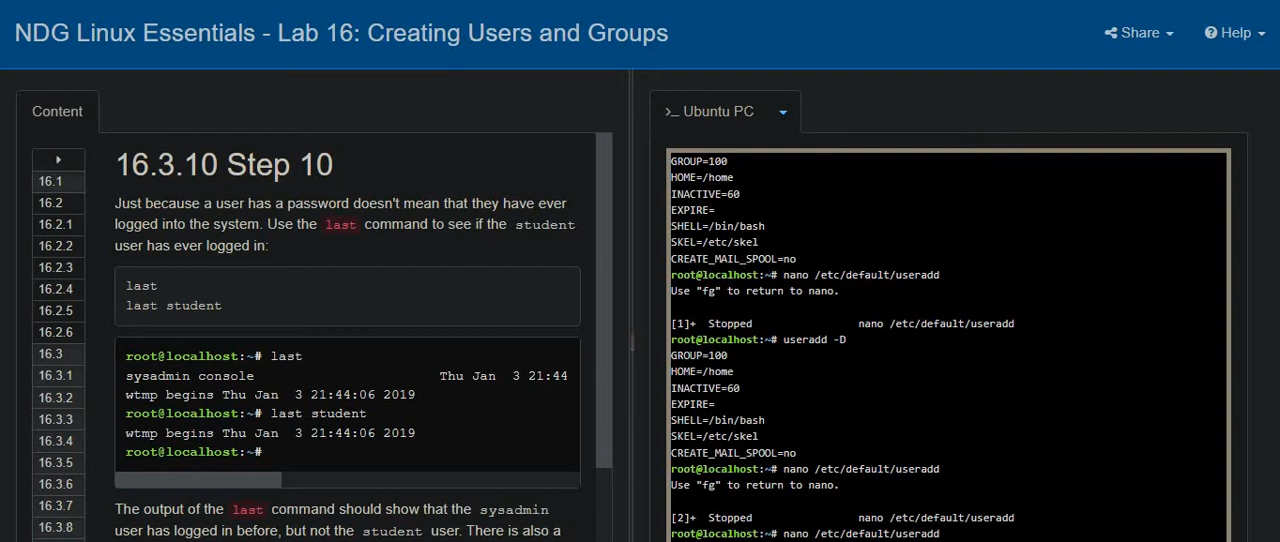 NDG Linux Essentials - Lab 16: Creating Users and Groups
Share
Help
Content
16.1
16.2
16.2.1
16.2.2
16.2.3
16.2.4
16.2.5
16.2.6
16.3
16.3.1
16.3.2
16.3.3
16.3.4
16.3.5
16.3.6
16.3.7
16.3.8
16.3.10 Step 10
Just because a user has a password doesn't mean that they have ever
logged into the system. Use the last command to see if the student
user has ever logged in:
last
last student
root@localhost:~# last
sysadmin console Thu Jan 3 21:44
wtmp begins Thu Jan 3 21:44:06 2019
root@localhost:~# last student
wtmp begins Thu Jan 3 21:44:06 2019
root@localhost:~#
The output of the last command should show that the sysadmin
user has logged in before, but not the student user. There is also a
>_ Ubuntu PC
GROUP=100
HOME=/home
INACTIVE=60
EXPIRE=
SHELL=/bin/bash
SKEL=/etc/skel
CREATE_MAIL_SPOOL=no
root@localhost:~# nano /etc/default/useradd
Use "fg" to return to nano.
[1]+ Stopped nano /etc/default/useradd
root@localhost:~# useradd -D
GROUP=100
HOME=/home
INACTIVE=60
EXPIRE=
SHELL=/bin/bash
SKEL=/etc/skel
CREATE_MAIL_SPOOL=no
root@localhost:~# nano /etc/default/useradd
Use "fg" to return to nano.
[2]+ Stopped nano /etc/default/useradd
root@localhost:~# nano /etc/default/useradd